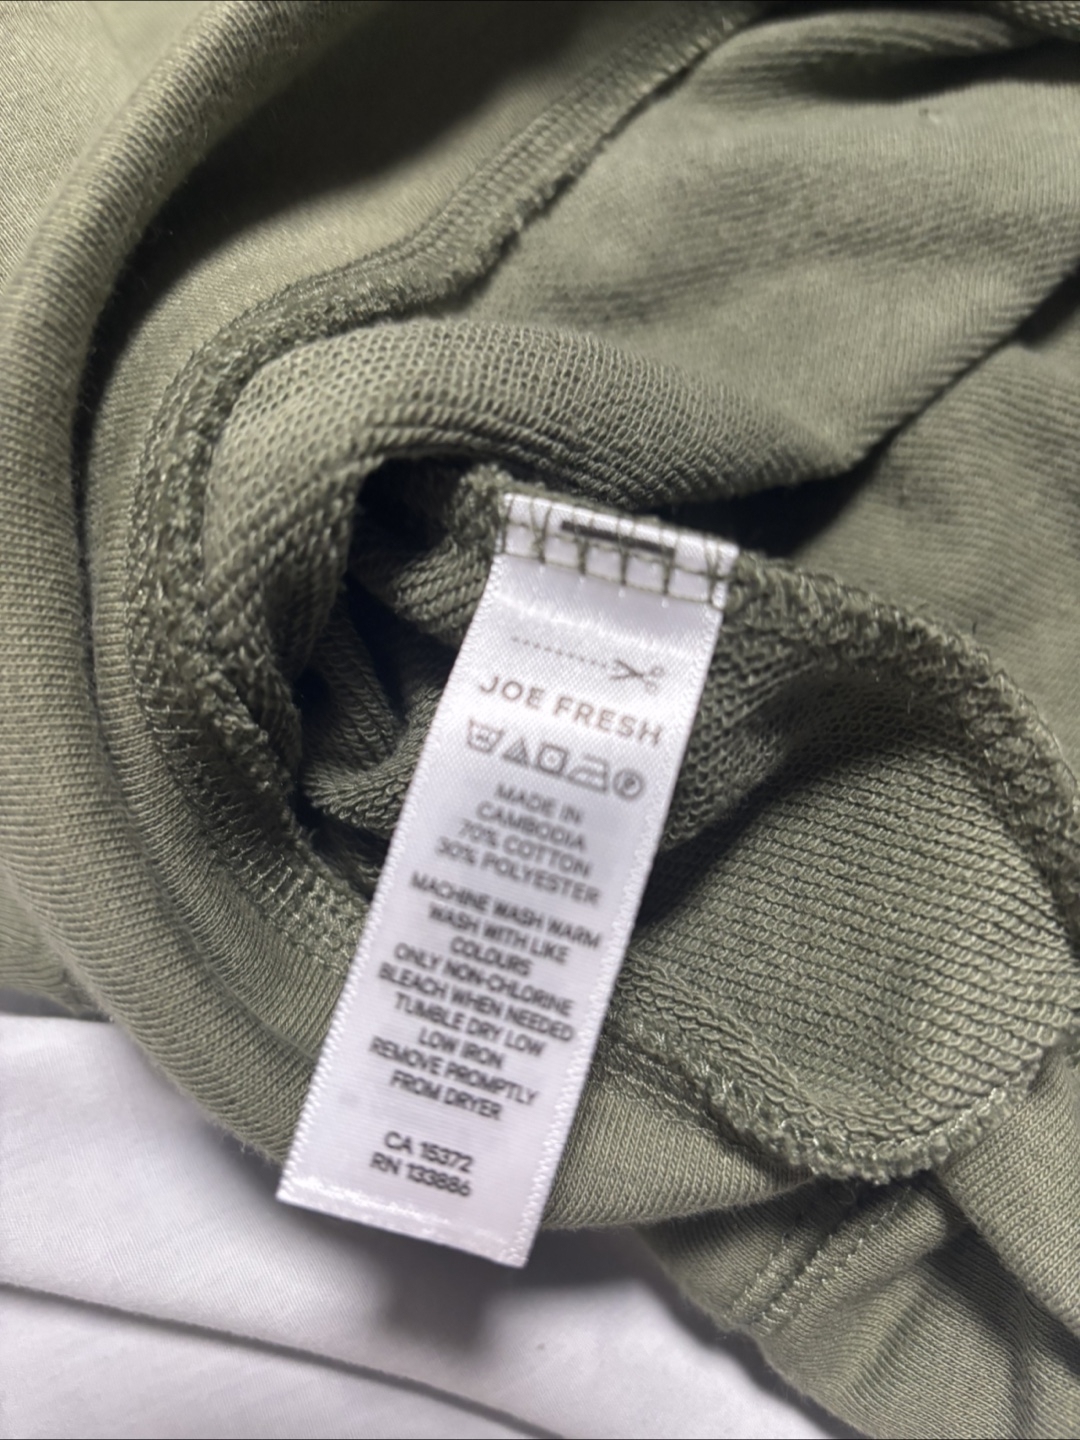 JOE FRESH
MADE IN
CAMBODIA
70% COTTON
30% POLYESTER
MACHINE WASH WARM
WASH WITH LIKE
COLOURS
ONLY NON-CHLORINE
BLEACH WHEN NEEDED
TUMBLE DRY LOW
LOW IRON
REMOVE PROMPTLY
FROM DRYER
CA 15372
RN 133886